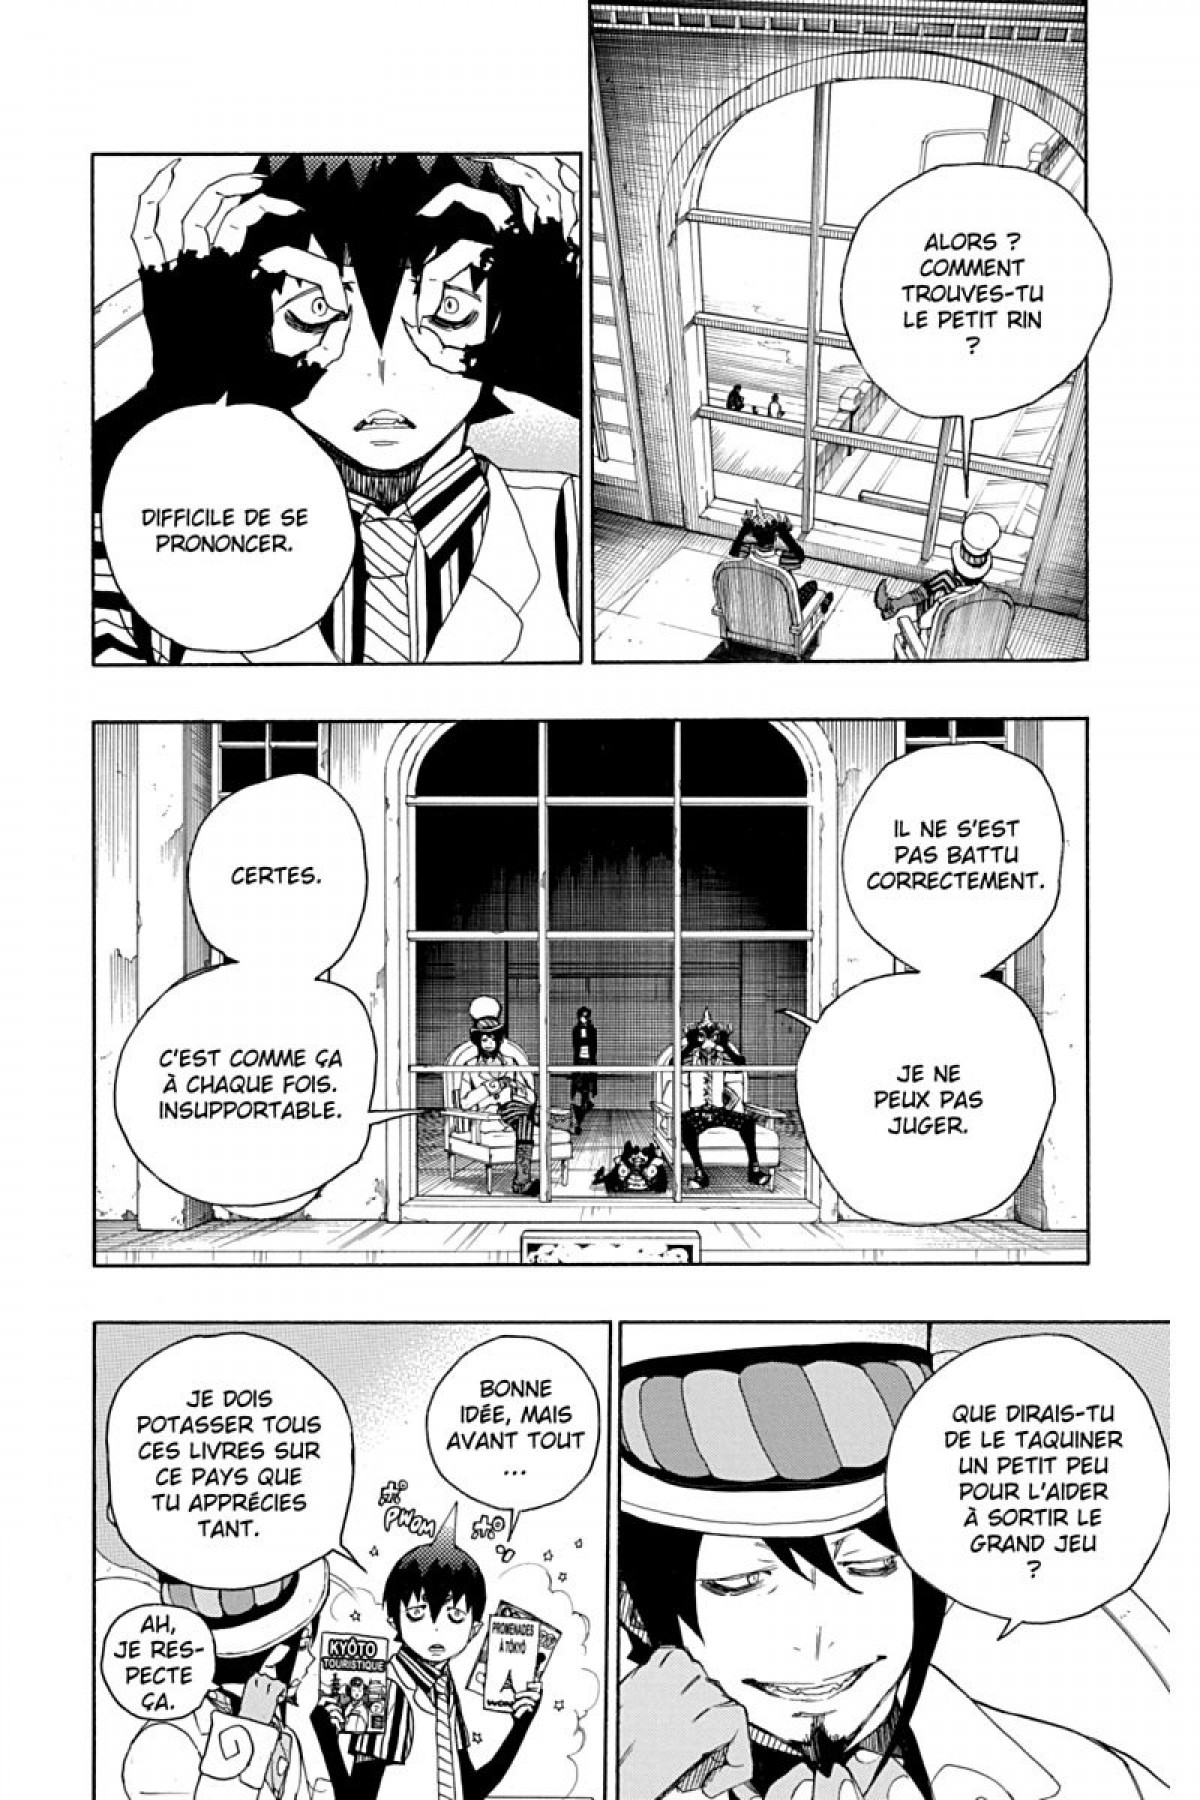 ALORS ?
COMMENT
TROUVES-TU
LE PETIT RIN
?
DIFFICILE DE SE
PRONONCER.
IL NE S'EST
PAS BATTU
CORRECTEMENT.
JE NE
PEUX PAS
JUGER.
CERTES.
C'EST COMME ÇA
À CHAQUE FOIS.
INSUPPORTABLE.
QUE DIRAIS-TU
DE LE TAQUINER
UN PETIT PEU
POUR L'AIDER
À SORTIR LE
GRAND JEU
?
BONNE
IDÉE, MAIS
AVANT TOUT
...
JE DOIS
POTASSER TOUS
CES LIVRES SUR
CE PAYS QUE
TU APPRÉCIES
TANT.
ポ
PWOM
ポ
AH,
JE RES-
PECTE
ÇA.
KYÔTO
TOURISTIQUE
PROMENADES
À TÔKYÔ